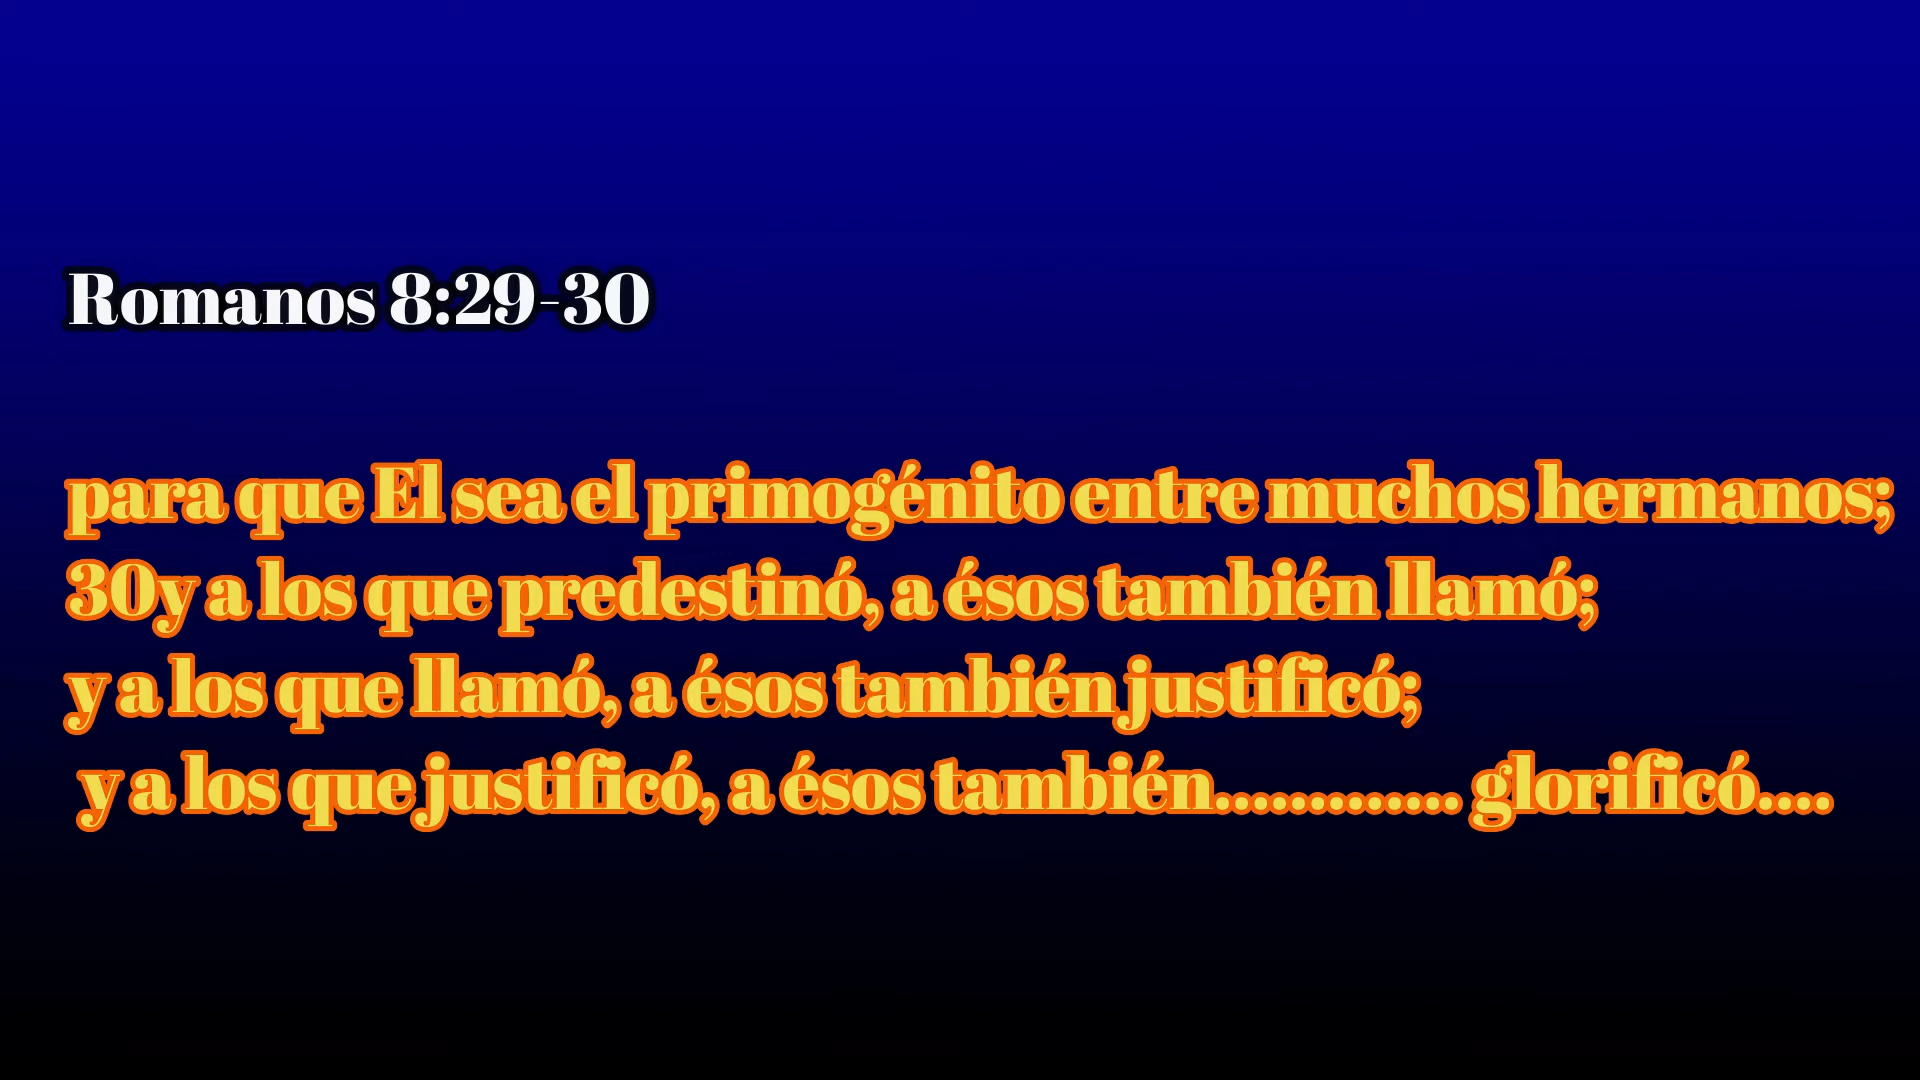 Romanos 8:29-30
para que El sea el primogénito entre muchos hermanos;
30y a los que predestinó, a ésos también llamó;
y a los que llamó, a ésos también justificó;
y a los que justificó, a ésos también............. glorificó....